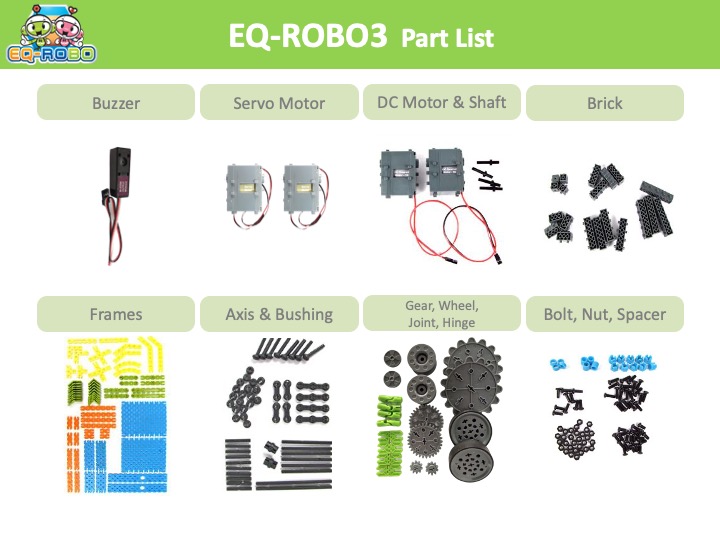 EQ-ROBO
EQ-ROBO3 Part List
Buzzer
Servo Motor
DC Motor & Shaft
Brick
Frames
Axis & Bushing
Gear, Wheel,
Joint, Hinge
Bolt, Nut, Spacer